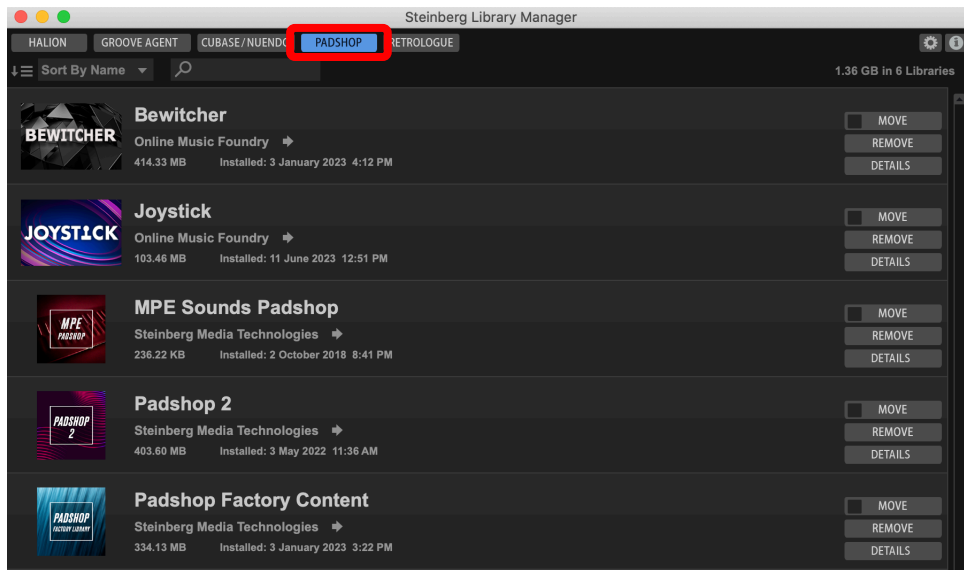 Steinberg Library Manager
HALION GROOVE AGENT CUBASE/NUENDO PADSHOP RETROLOGUE
Sort By Name 1.36 GB in 6 Libraries
BEWITCHER
Bewitcher
Online Music Foundry
414.33 MB Installed: 3 January 2023 4:12 PM
MOVE
REMOVE
DETAILS
JOYSTICK
Joystick
Online Music Foundry
103.46 MB Installed: 11 June 2023 12:51 PM
MOVE
REMOVE
DETAILS
MPE
PADSHOP
MPE Sounds Padshop
Steinberg Media Technologies
236.22 KB Installed: 2 October 2018 8:41 PM
MOVE
REMOVE
DETAILS
PADSHOP
2
Padshop 2
Steinberg Media Technologies
403.60 MB Installed: 3 May 2022 11:36 AM
MOVE
REMOVE
DETAILS
PADSHOP
FACTORY LIBRARY
Padshop Factory Content
Steinberg Media Technologies
334.13 MB Installed: 3 January 2023 3:22 PM
MOVE
REMOVE
DETAILS